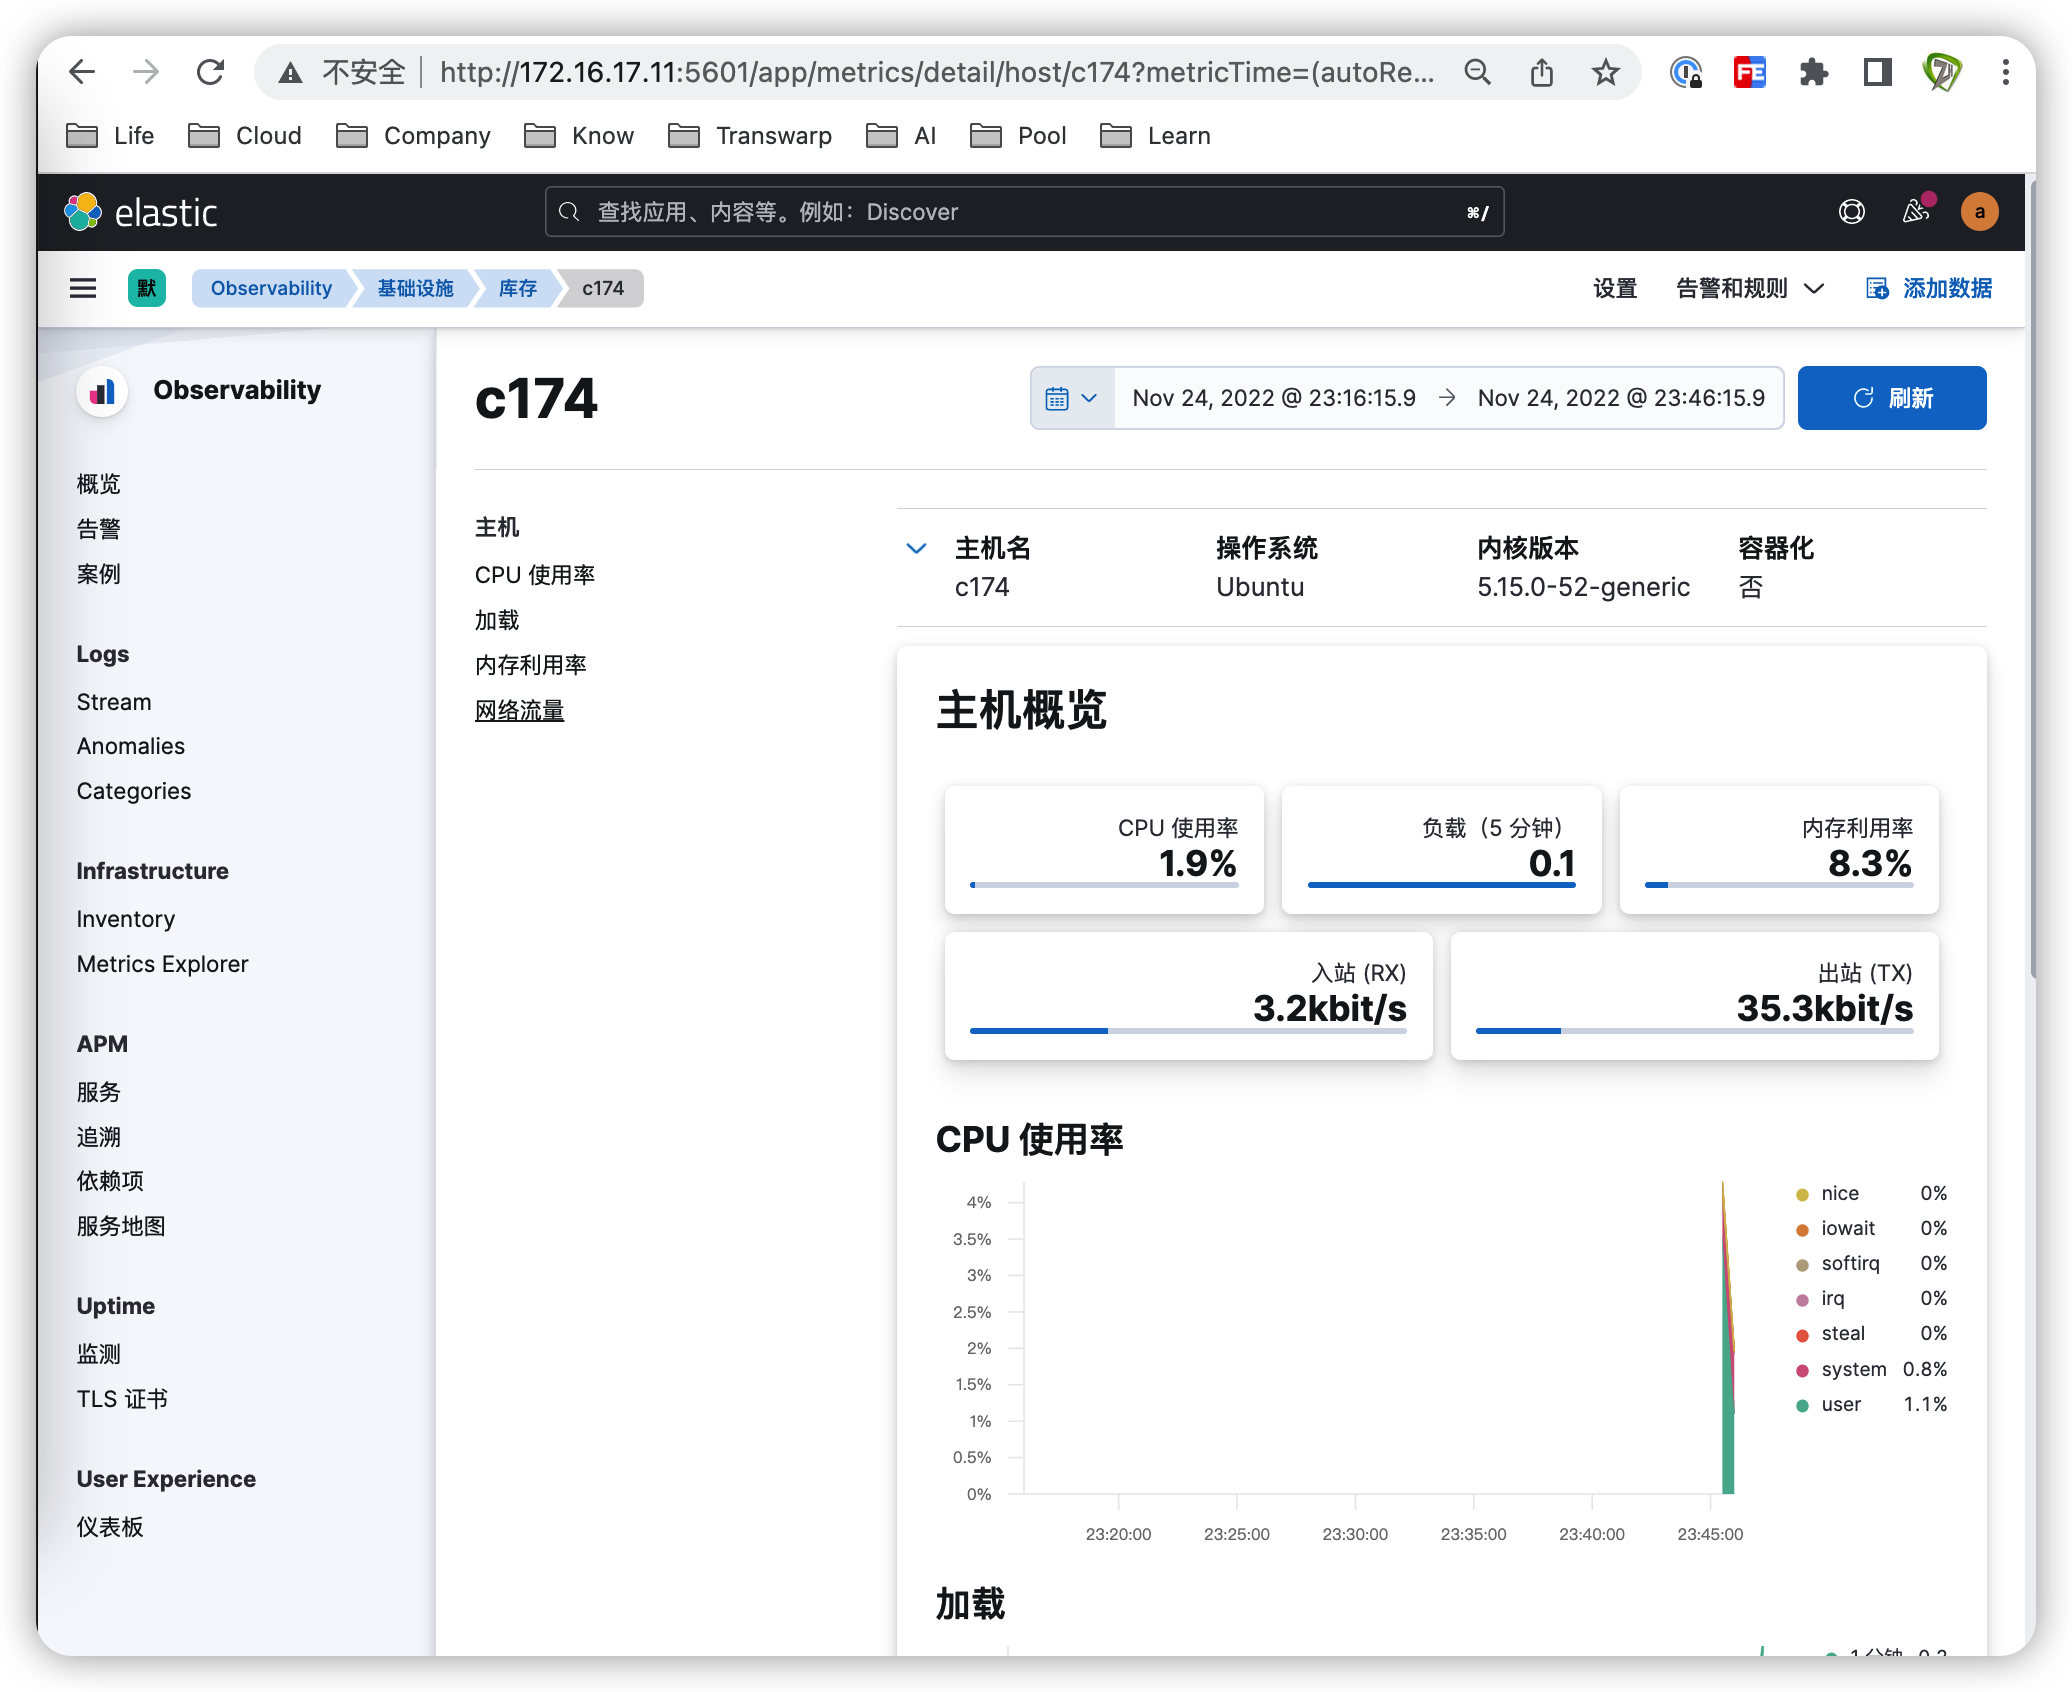 不安全 http://172.16.17.11:5601/app/metrics/detail/host/c174?metricTime=(autoRe...
Life Cloud Company Know Transwarp AI Pool Learn
elastic 查找应用、内容等。例如：Discover ⌘/ a
默 Observability 基础设施 库存 c174 设置 告警和规则 添加数据
Observability
概览
告警
案例
Logs
Stream
Anomalies
Categories
Infrastructure
Inventory
Metrics Explorer
APM
服务
追溯
依赖项
服务地图
Uptime
监测
TLS 证书
User Experience
仪表板
c174
Nov 24, 2022 @ 23:16:15.9 → Nov 24, 2022 @ 23:46:15.9 刷新
主机
CPU 使用率
加载
内存利用率
网络流量
主机名 操作系统 内核版本 容器化
c174 Ubuntu 5.15.0-52-generic 否
主机概览
CPU 使用率
1.9%
负载（5 分钟）
0.1
内存利用率
8.3%
入站 (RX)
3.2kbit/s
出站 (TX)
35.3kbit/s
CPU 使用率
4%
3.5%
3%
2.5%
2%
1.5%
1%
0.5%
0%
23:20:00 23:25:00 23:30:00 23:35:00 23:40:00 23:45:00
nice 0%
iowait 0%
softirq 0%
irq 0%
steal 0%
system 0.8%
user 1.1%
加载